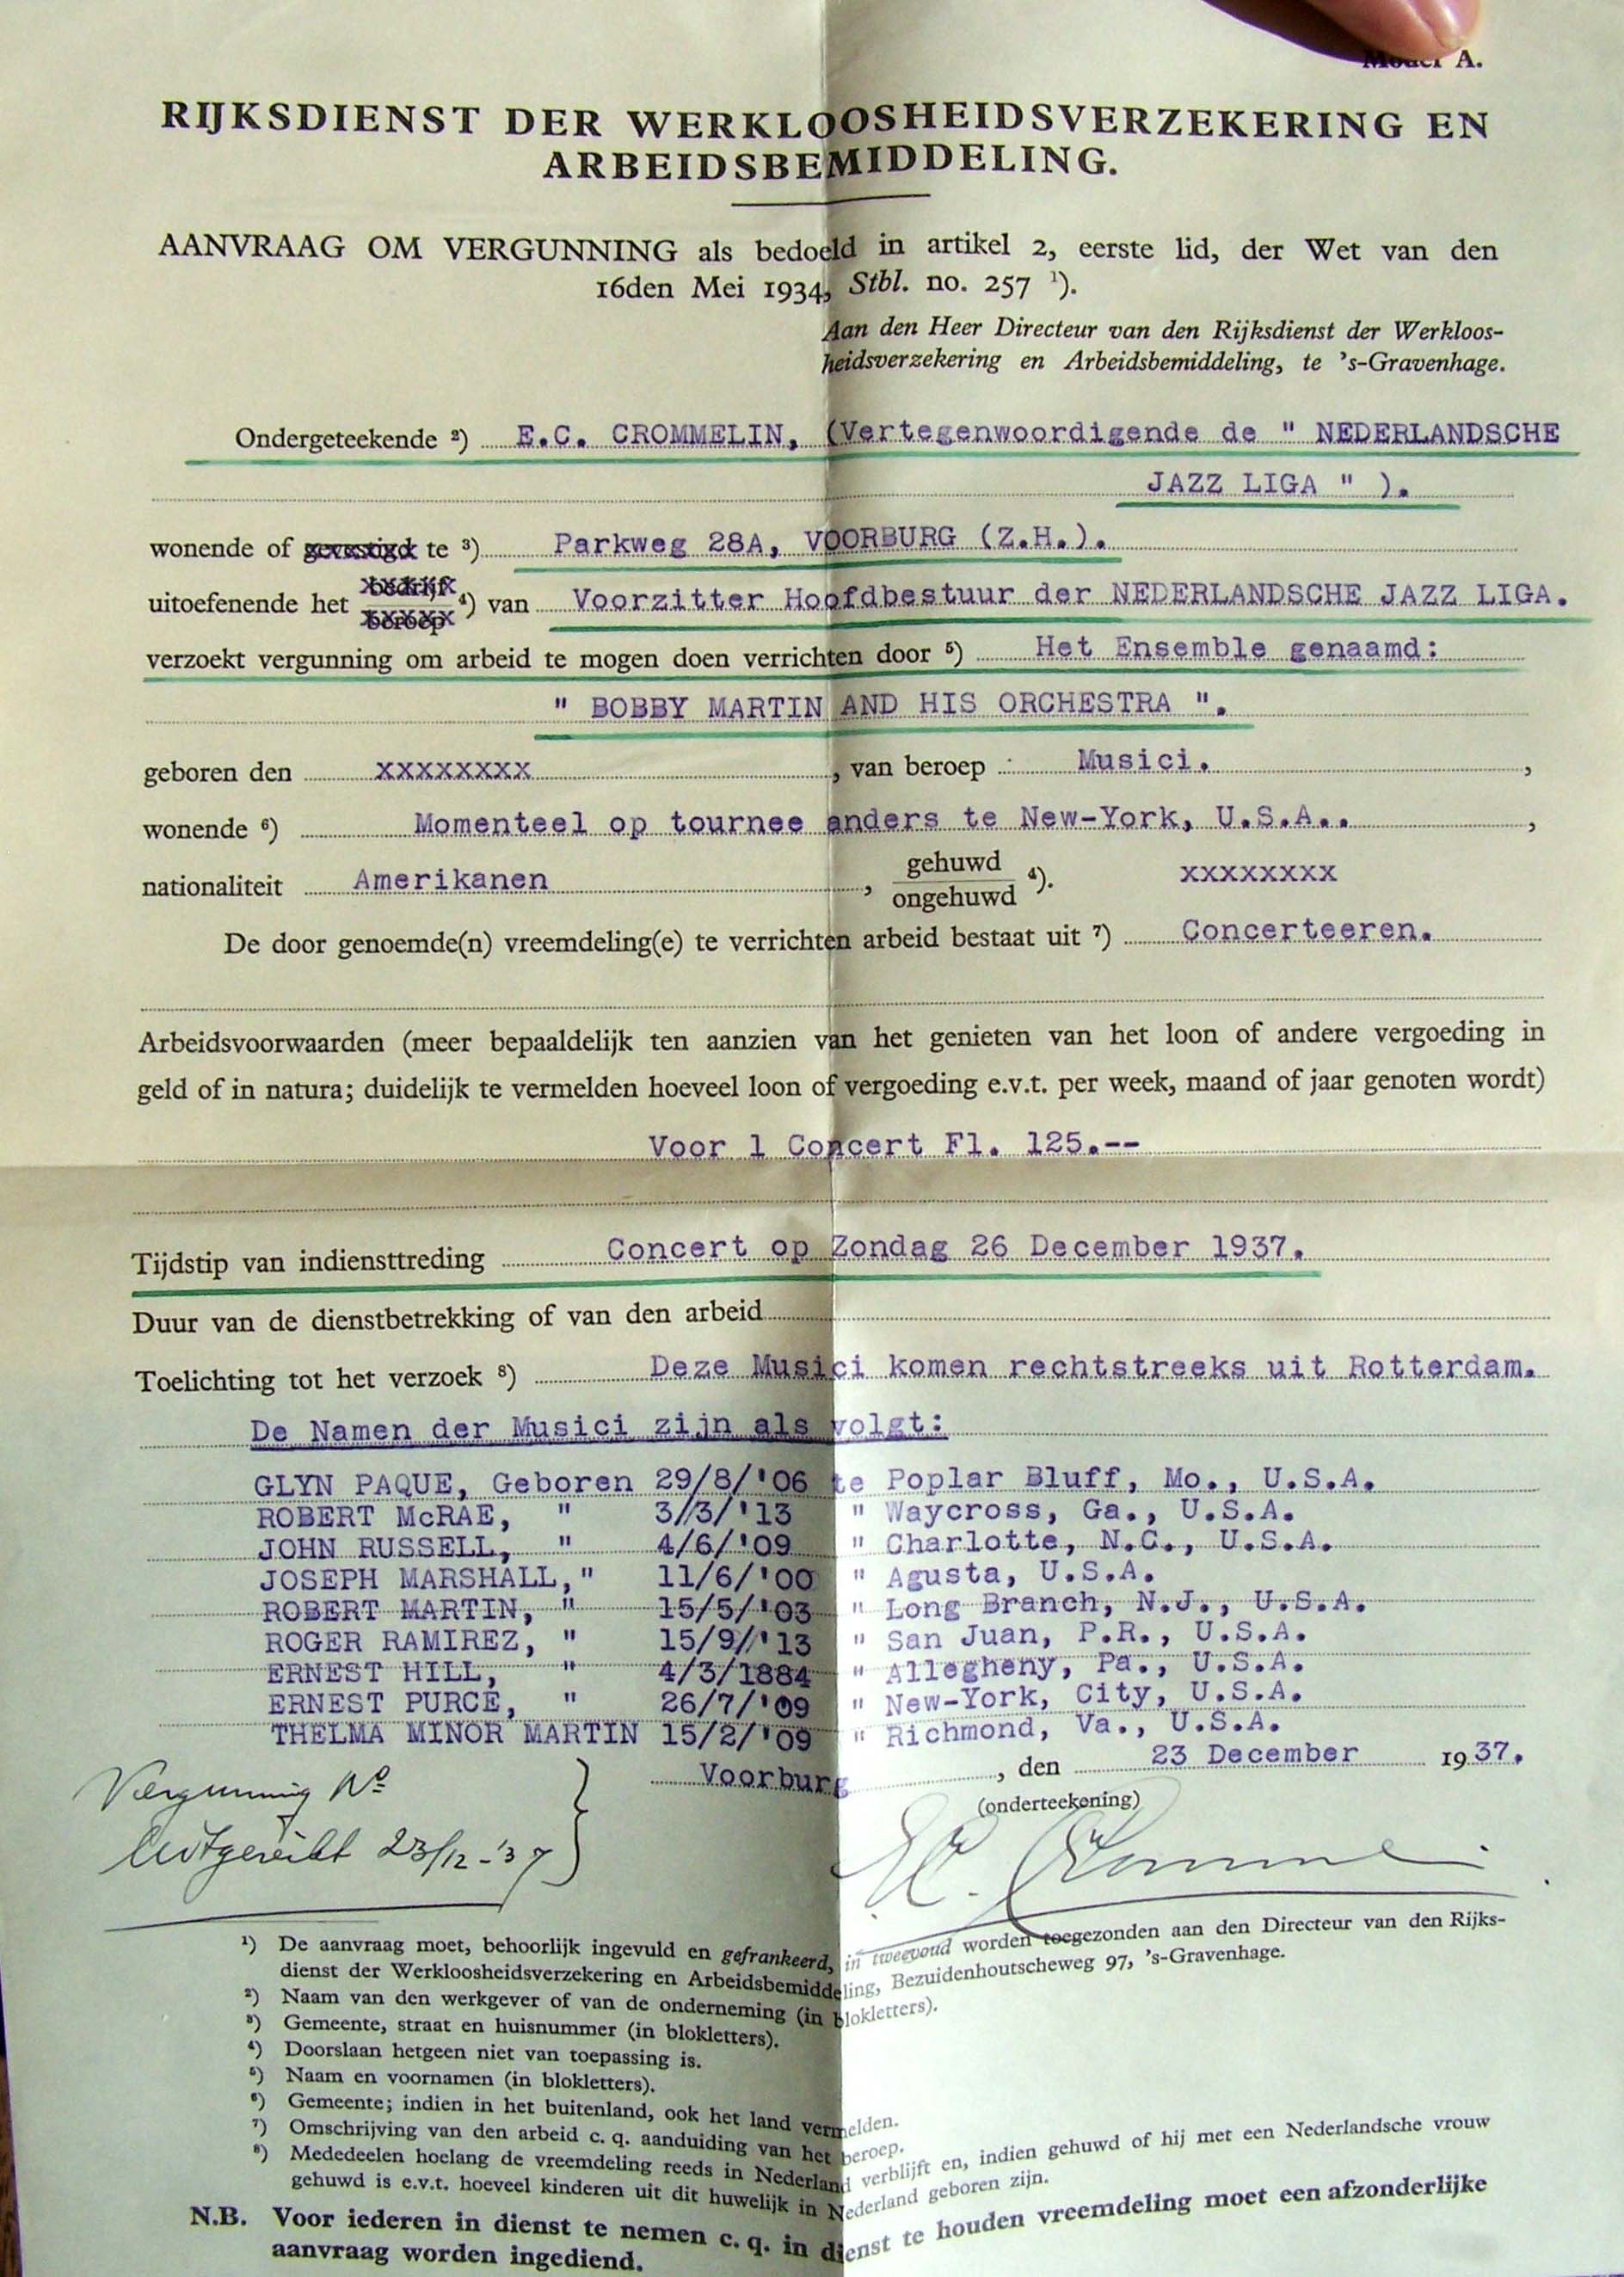 Model A.
RIJKSDIENST DER WERKLOOSHEIDSVERZEKERING EN
ARBEIDSBEMIDDELING.
AANVRAAG OM VERGUNNING als bedoeld in artikel 2, eerste lid, der Wet van den
16den Mei 1934, Stbl. no. 257 ¹).
Aan den Heer Directeur van den Rijksdienst der Werkloos-
heidsverzekering en Arbeidsbemiddeling, te 's-Gravenhage.
Ondergeteekende ²) E.C. CROMMELIN, (Vertegenwoordigende de " NEDERLANDSCHE
JAZZ LIGA " ).
wonende of gevestigd te ³) Parkweg 28A, VOORBURG (Z.H.).
uitoefenende het bedrijf beroep ⁴) van Voorzitter Hoofdbestuur der NEDERLANDSCHE JAZZ LIGA.
verzoekt vergunning om arbeid te mogen doen verrichten door ⁵) Het Ensemble genaamd:
" BOBBY MARTIN AND HIS ORCHESTRA ".
geboren den xxxxxxxx, van beroep Musici.,
wonende ⁶) Momenteel op tournee anders te New-York, U.S.A..,
nationaliteit Amerikanen, gehuwd ongehuwd ⁴). xxxxxxxx
De door genoemde(n) vreemdeling(e) te verrichten arbeid bestaat uit ⁷) Concerteeren.
Arbeidsvoorwaarden (meer bepaaldelijk ten aanzien van het genieten van het loon of andere vergoeding in
geld of in natura; duidelijk te vermelden hoeveel loon of vergoeding e.v.t. per week, maand of jaar genoten wordt)
Voor 1 Concert Fl. 125.--
Tijdstip van indiensttreding Concert op Zondag 26 December 1937.
Duur van de dienstbetrekking of van den arbeid
Toelichting tot het verzoek ⁸) Deze Musici komen rechtstreeks uit Rotterdam.
De Namen der Musici zijn als volgt:
GLYN PAQUE, Geboren 29/8/'06 te Poplar Bluff, Mo., U.S.A.
ROBERT McRAE, " 3/3/'13 " Waycross, Ga., U.S.A.
JOHN RUSSELL, " 4/6/'09 " Charlotte, N.C., U.S.A.
JOSEPH MARSHALL, " 11/6/'00 " Agusta, U.S.A.
ROBERT MARTIN, " 15/5/'03 " Long Branch, N.J., U.S.A.
ROGER RAMIREZ, " 15/9/'13 " San Juan, P.R., U.S.A.
ERNEST HILL, " 4/3/1884 " Allegheny, Pa., U.S.A.
ERNEST PURCE, " 26/7/'09 " New-York, City, U.S.A.
THELMA MINOR MARTIN 15/2/'09 " Richmond, Va., U.S.A.
Voorburg, den 23 December 1937.
Vergunning No
Uitgereikt 23/12-'37
(onderteekening)
EC. Crommelin
¹) De aanvraag moet, behoorlijk ingevuld en gefrankeerd, in tweevoud worden toegezonden aan den Directeur van den Rijks-
dienst der Werkloosheidsverzekering en Arbeidsbemiddeling, Bezuidenhoutscheweg 97, 's-Gravenhage.
²) Naam van den werkgever of van de onderneming (in blokletters).
³) Gemeente, straat en huisnummer (in blokletters).
⁴) Doorslaan hetgeen niet van toepassing is.
⁵) Naam en voornamen (in blokletters).
⁶) Gemeente; indien in het buitenland, ook het land vermelden.
⁷) Omschrijving van den arbeid c. q. aanduiding van het beroep.
⁸) Mededeelen hoelang de vreemdeling reeds in Nederland verblijft en, indien gehuwd of hij met een Nederlandsche vrouw
gehuwd is e.v.t. hoeveel kinderen uit dit huwelijk in Nederland geboren zijn.
N.B. Voor iederen in dienst te nemen c. q. in dienst te houden vreemdeling moet een afzonderlijke
aanvraag worden ingediend.